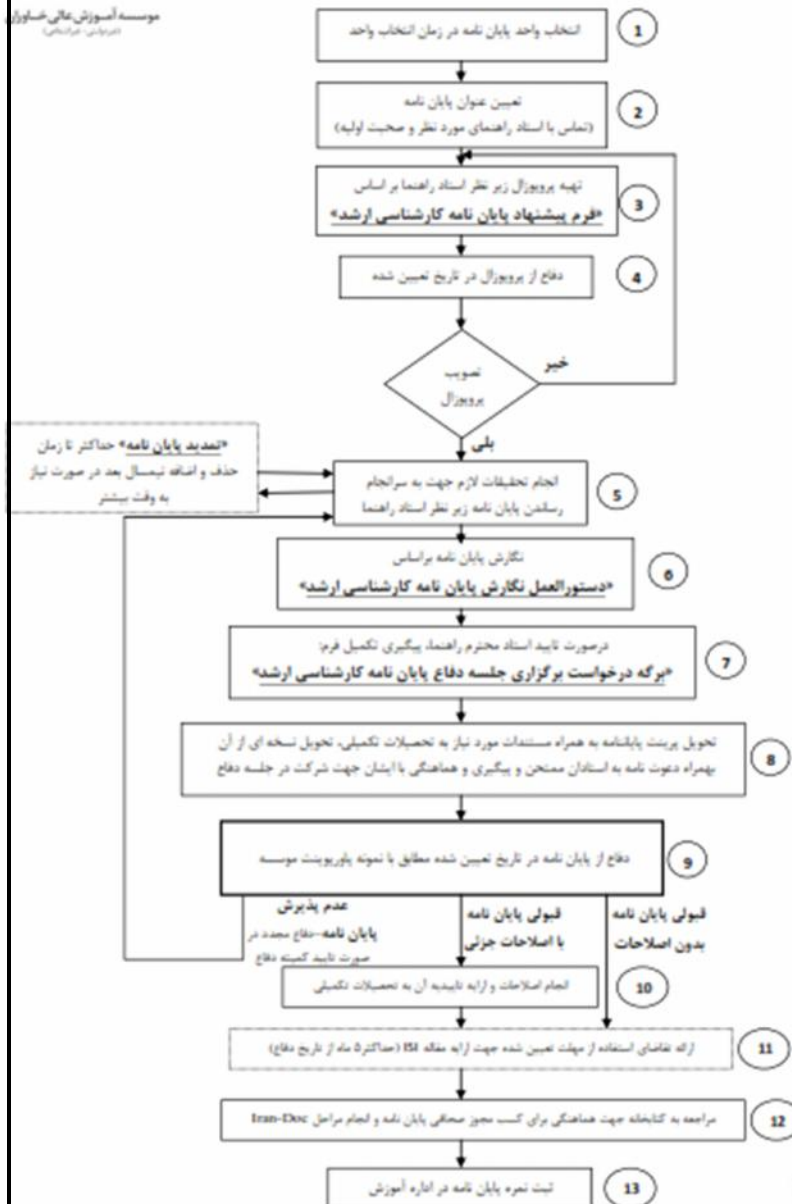 موسسه آموزش عالی خاوران
(غیردولتی - غیرانتفاعی)
1
انتخاب واحد پایان نامه در زمان انتخاب واحد
2
تعیین عنوان پایان نامه
(تماس با استاد راهنمای مورد نظر و صحبت اولیه)
3
تهیه پروپوزال زیر نظر استاد راهنما بر اساس
«فرم پیشنهاد پایان نامه کارشناسی ارشد»
4
دفاع از پروپوزال در تاریخ تعیین شده
تصویب
پروپوزال
خیر
بلی
«تمدید پایان نامه» حداکثر تا زمان
حذف و اضافه نیمسال بعد در صورت نیاز
به وقت بیشتر
5
انجام تحقیقات لازم جهت به سرانجام
رساندن پایان نامه زیر نظر استاد راهنما
6
نگارش پایان نامه براساس
«دستورالعمل نگارش پایان نامه کارشناسی ارشد»
7
درصورت تایید استاد محترم راهنما، پیگیری تکمیل فرم:
«برگه درخواست برگزاری جلسه دفاع پایان نامه کارشناسی ارشد»
8
تحویل پرینت پایاننامه به همراه مستندات مورد نیاز به تحصیلات تکمیلی، تحویل نسخه ای از آن
بهمراه دعوت نامه به استادان ممتحن و پیگیری و هماهنگی با ایشان جهت شرکت در جلسه دفاع
9
دفاع از پایان نامه در تاریخ تعیین شده مطابق با نمونه پاورپوینت موسسه
قبولی پایان نامه
بدون اصلاحات
قبولی پایان نامه
با اصلاحات جزئی
عدم پذیرش
پایان نامه-دفاع مجدد در
صورت تایید کمیته دفاع
10
انجام اصلاحات و ارایه تاییدیه آن به تحصیلات تکمیلی
11
ارائه تقاضای استفاده از مهلت تعیین شده جهت ارایه مقاله ISI (حداکثر ۵ ماه از تاریخ دفاع)
12
مراجعه به کتابخانه جهت هماهنگی برای کسب مجوز صحافی پایان نامه و انجام مراحل Iran-Doc
13
ثبت نمره پایان نامه در اداره آموزش